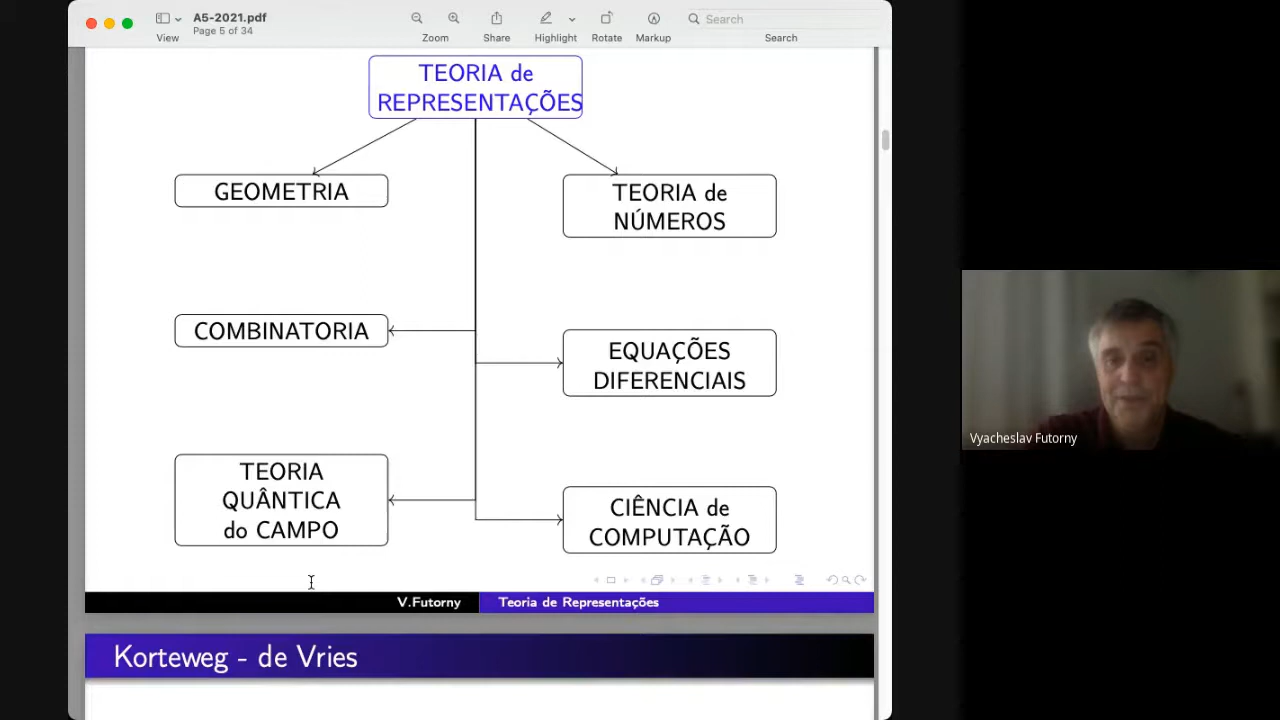 A5-2021.pdf
Page 5 of 34
View
Zoom
Share
Highlight
Rotate
Markup
Search
Search
TEORIA de
REPRESENTAÇÕES
GEOMETRIA
TEORIA de
NÚMEROS
COMBINATORIA
EQUAÇÕES
DIFERENCIAIS
TEORIA
QUÂNTICA
do CAMPO
CIÊNCIA de
COMPUTAÇÃO
V.Futorny
Teoria de Representações
Korteweg - de Vries
Vyacheslav Futorny